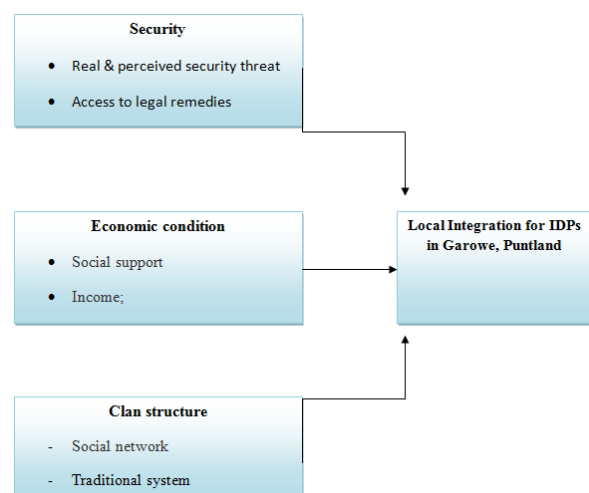 Security
• Real & perceived security threat
• Access to legal remedies
Economic condition
• Social support
• Income;
Local Integration for IDPs
in Garowe, Puntland
Clan structure
- Social network
- Traditional system